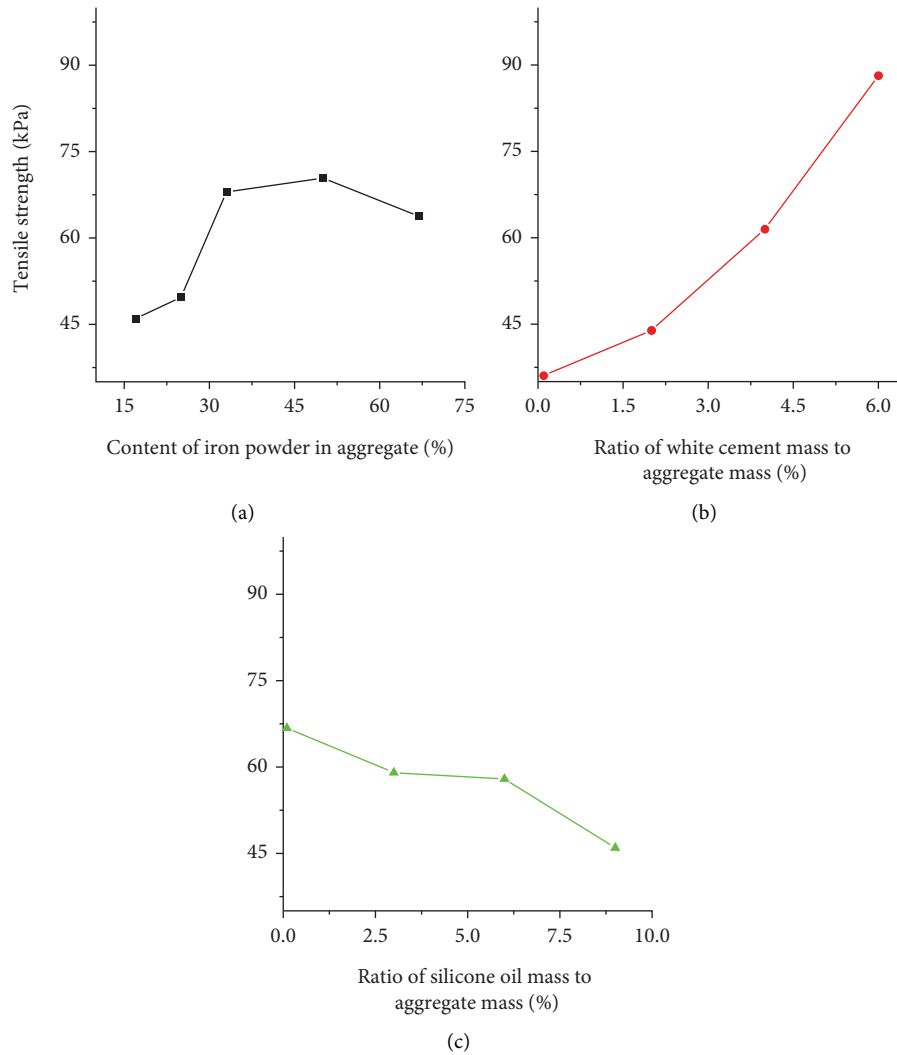 90
75
60
45
Tensile strength (kPa)
15 30 45 60 75
Content of iron powder in aggregate (%)
(a)
90
75
60
45
0.0 1.5 3.0 4.5 6.0
Ratio of white cement mass to
aggregate mass (%)
(b)
90
75
60
45
0.0 2.5 5.0 7.5 10.0
Ratio of silicone oil mass to
aggregate mass (%)
(c)